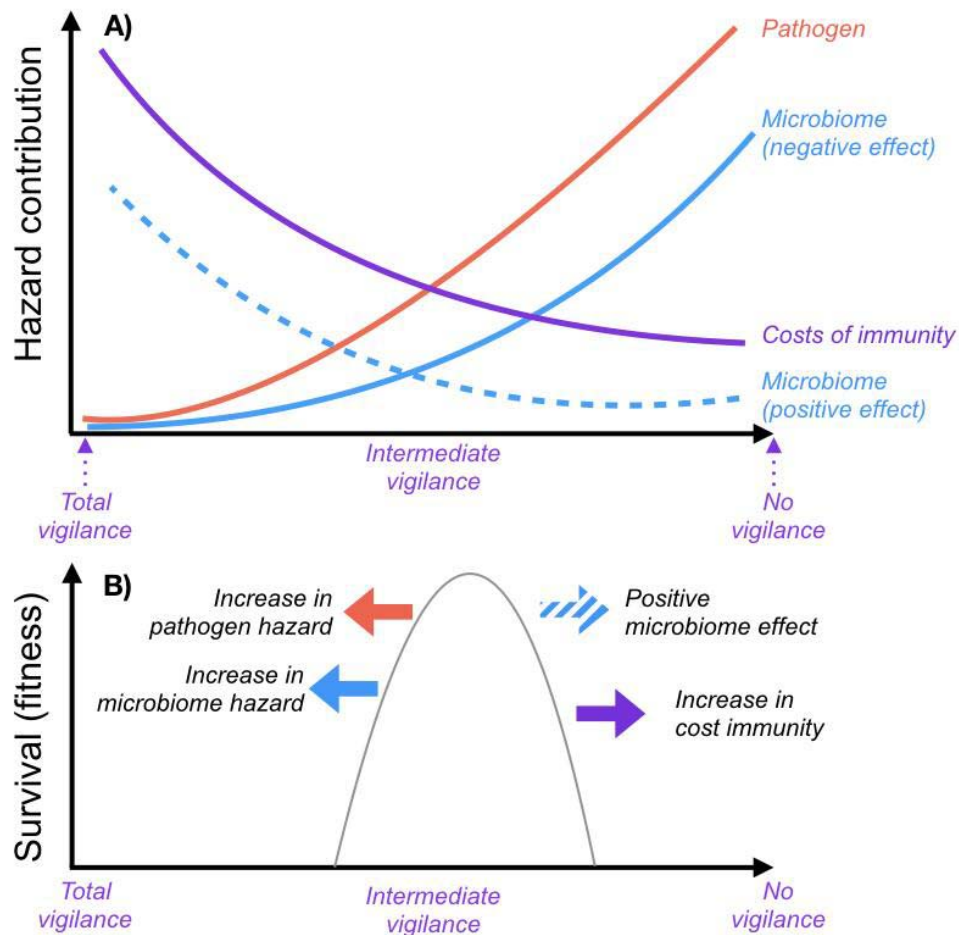 A)
Hazard contribution
Pathogen
Microbiome
(negative effect)
Costs of immunity
Microbiome
(positive effect)
Total
vigilance
Intermediate
vigilance
No
vigilance
B)
Survival (fitness)
Increase in
pathogen hazard
Increase in
microbiome hazard
Positive
microbiome effect
Increase in
cost immunity
Total
vigilance
Intermediate
vigilance
No
vigilance